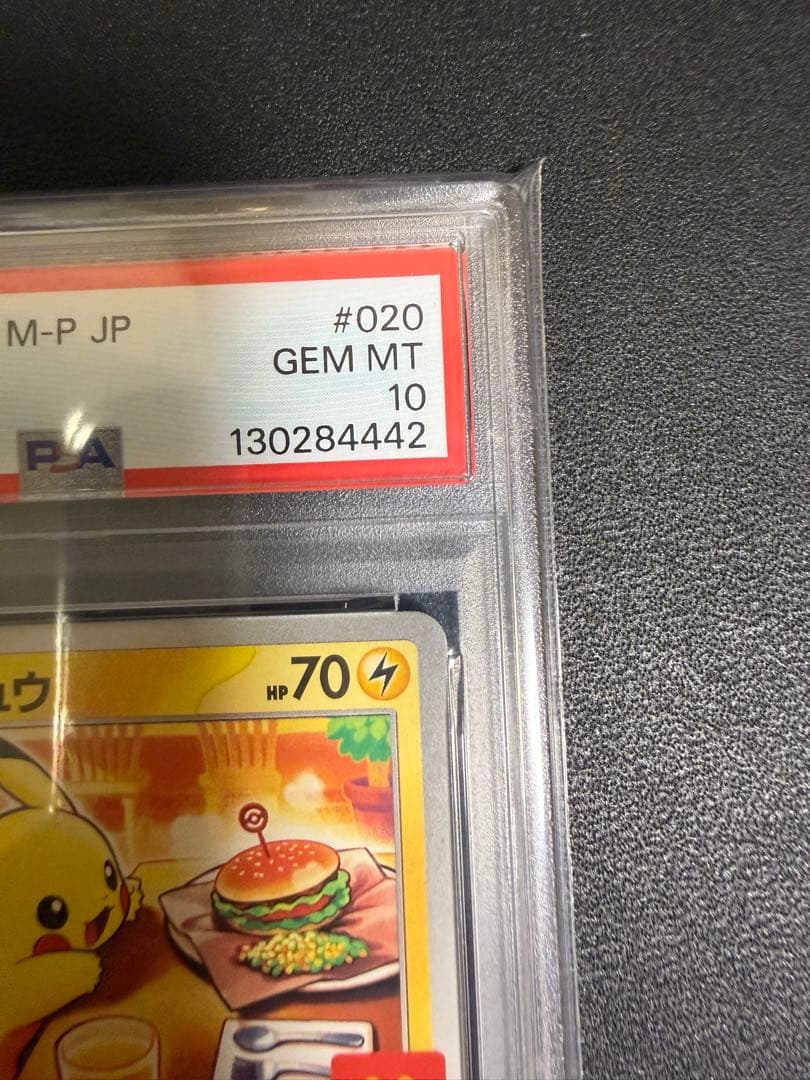 M-P JP
#020
GEM MT
10
PSA
130284442
ュウ
HP70